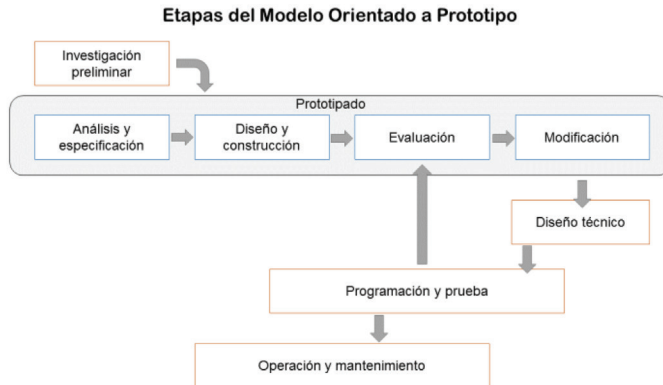 Etapas del Modelo Orientado a Prototipo
Investigación
preliminar
Prototipado
Análisis y
especificación
Diseño y
construcción
Evaluación
Modificación
Diseño técnico
Programación y prueba
Operación y mantenimiento